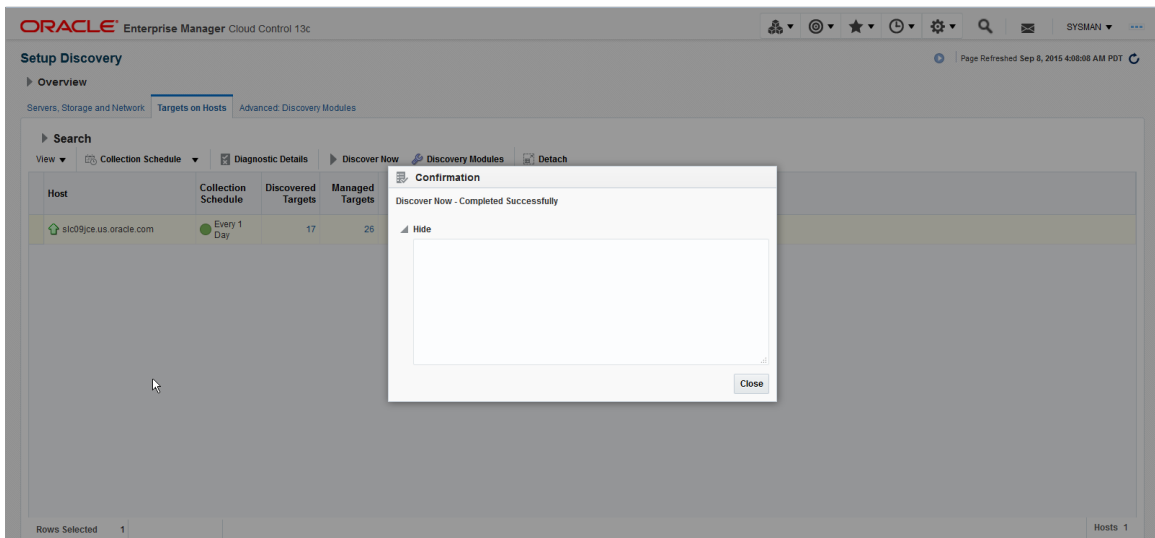 ORACLE Enterprise Manager Cloud Control 13c
SYSMAN
Setup Discovery
Page Refreshed Sep 8, 2015 4:08:08 AM PDT
Overview
Servers, Storage and Network Targets on Hosts Advanced: Discovery Modules
Search
View Collection Schedule Diagnostic Details Discover Now Discovery Modules Detach
Host Collection Schedule Discovered Targets Managed Targets
slc09jce.us.oracle.com Every 1 Day 17 26
Confirmation
Discover Now - Completed Successfully
Hide
Close
Rows Selected 1
Hosts 1